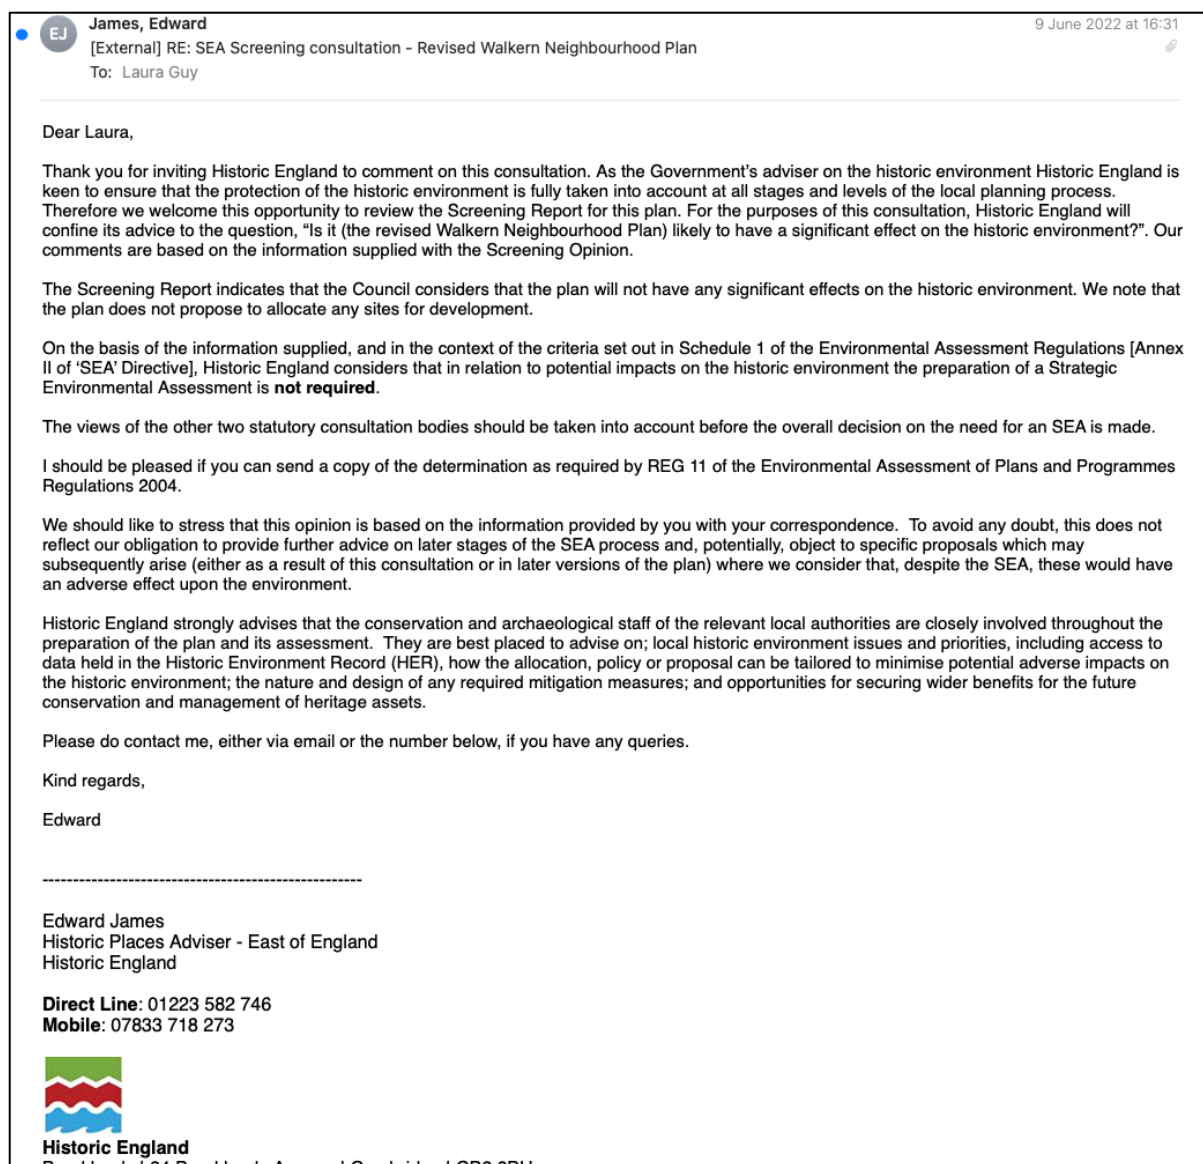 EJ
James, Edward
9 June 2022 at 16:31
[External] RE: SEA Screening consultation - Revised Walkern Neighbourhood Plan
To: Laura Guy
Dear Laura,
Thank you for inviting Historic England to comment on this consultation. As the Government's adviser on the historic environment Historic England is
keen to ensure that the protection of the historic environment is fully taken into account at all stages and levels of the local planning process.
Therefore we welcome this opportunity to review the Screening Report for this plan. For the purposes of this consultation, Historic England will
confine its advice to the question, “Is it (the revised Walkern Neighbourhood Plan) likely to have a significant effect on the historic environment?”. Our
comments are based on the information supplied with the Screening Opinion.
The Screening Report indicates that the Council considers that the plan will not have any significant effects on the historic environment. We note that
the plan does not propose to allocate any sites for development.
On the basis of the information supplied, and in the context of the criteria set out in Schedule 1 of the Environmental Assessment Regulations [Annex
II of ‘SEA’ Directive], Historic England considers that in relation to potential impacts on the historic environment the preparation of a Strategic
Environmental Assessment is not required.
The views of the other two statutory consultation bodies should be taken into account before the overall decision on the need for an SEA is made.
I should be pleased if you can send a copy of the determination as required by REG 11 of the Environmental Assessment of Plans and Programmes
Regulations 2004.
We should like to stress that this opinion is based on the information provided by you with your correspondence.  To avoid any doubt, this does not
reflect our obligation to provide further advice on later stages of the SEA process and, potentially, object to specific proposals which may
subsequently arise (either as a result of this consultation or in later versions of the plan) where we consider that, despite the SEA, these would have
an adverse effect upon the environment.
Historic England strongly advises that the conservation and archaeological staff of the relevant local authorities are closely involved throughout the
preparation of the plan and its assessment.  They are best placed to advise on; local historic environment issues and priorities, including access to
data held in the Historic Environment Record (HER), how the allocation, policy or proposal can be tailored to minimise potential adverse impacts on
the historic environment; the nature and design of any required mitigation measures; and opportunities for securing wider benefits for the future
conservation and management of heritage assets.
Please do contact me, either via email or the number below, if you have any queries.
Kind regards,
Edward
----------------------------------------------------
Edward James
Historic Places Adviser - East of England
Historic England
Direct Line: 01223 582 746
Mobile: 07833 718 273
Historic England